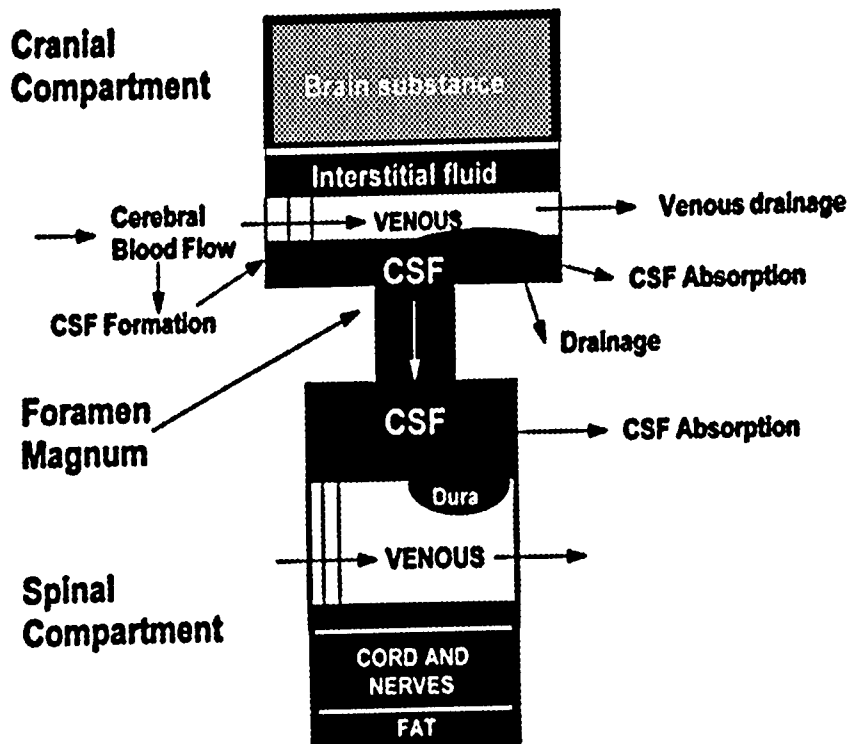 Cranial
Compartment
Brain substance
Interstitial fluid
Cerebral
Blood Flow
VENOUS
Venous drainage
CSF
CSF Absorption
CSF Formation
Drainage
Foramen
Magnum
CSF
CSF Absorption
Dura
VENOUS
Spinal
Compartment
CORD AND
NERVES
FAT